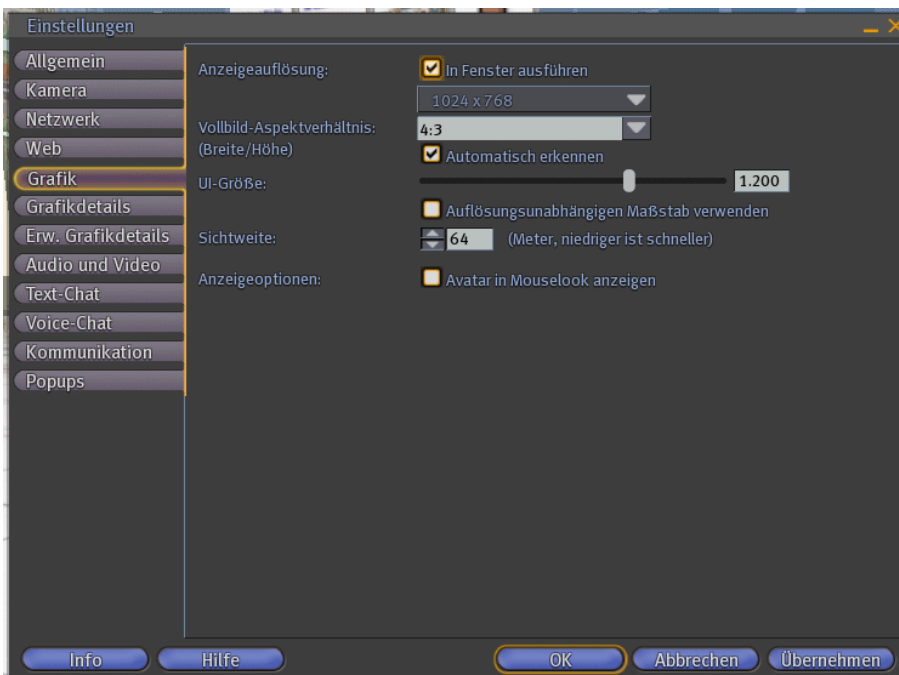 Einstellungen
Allgemein
Kamera
Netzwerk
Web
Grafik
Grafikdetails
Erw. Grafikdetails
Audio und Video
Text-Chat
Voice-Chat
Kommunikation
Popups
Anzeigeauflösung:
In Fenster ausführen
1024 x 768
Vollbild-Aspektverhältnis:
(Breite/Höhe)
4:3
Automatisch erkennen
UI-Größe:
1.200
Auflösungsunabhängigen Maßstab verwenden
Sichtweite:
64 (Meter, niedriger ist schneller)
Anzeigeoptionen:
Avatar in Mouselook anzeigen
Info
Hilfe
OK
Abbrechen
Übernehmen